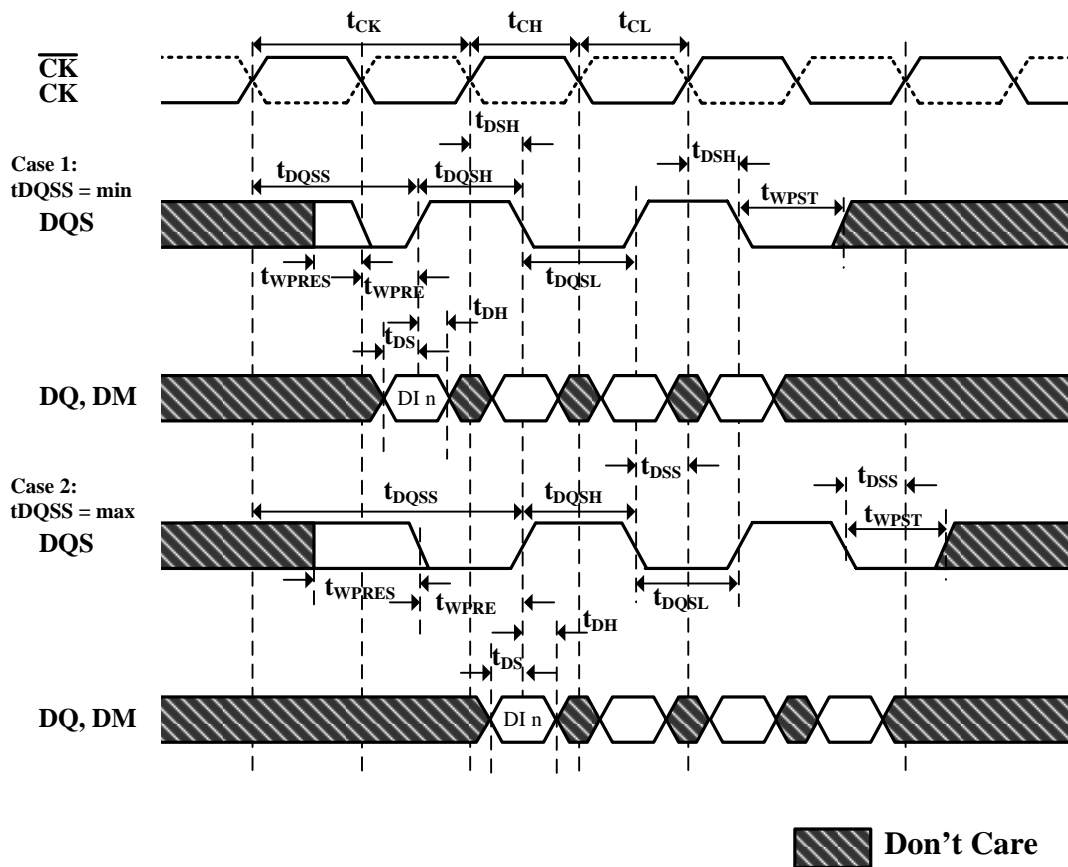 tCK tCH tCL
CK
CK
tDSH
tDSH
Case 1:
tDQSS = min
tDQSS tDQSH tWPST
DQS
tWPRES tWPRE tDQSL
tDH
tDS
DQ, DM DI n
tDSS tDSS
Case 2:
tDQSS = max
tDQSS tDQSH tWPST
DQS
tWPRES tWPRE tDQSL
tDH
tDS
DQ, DM DI n
Don't Care